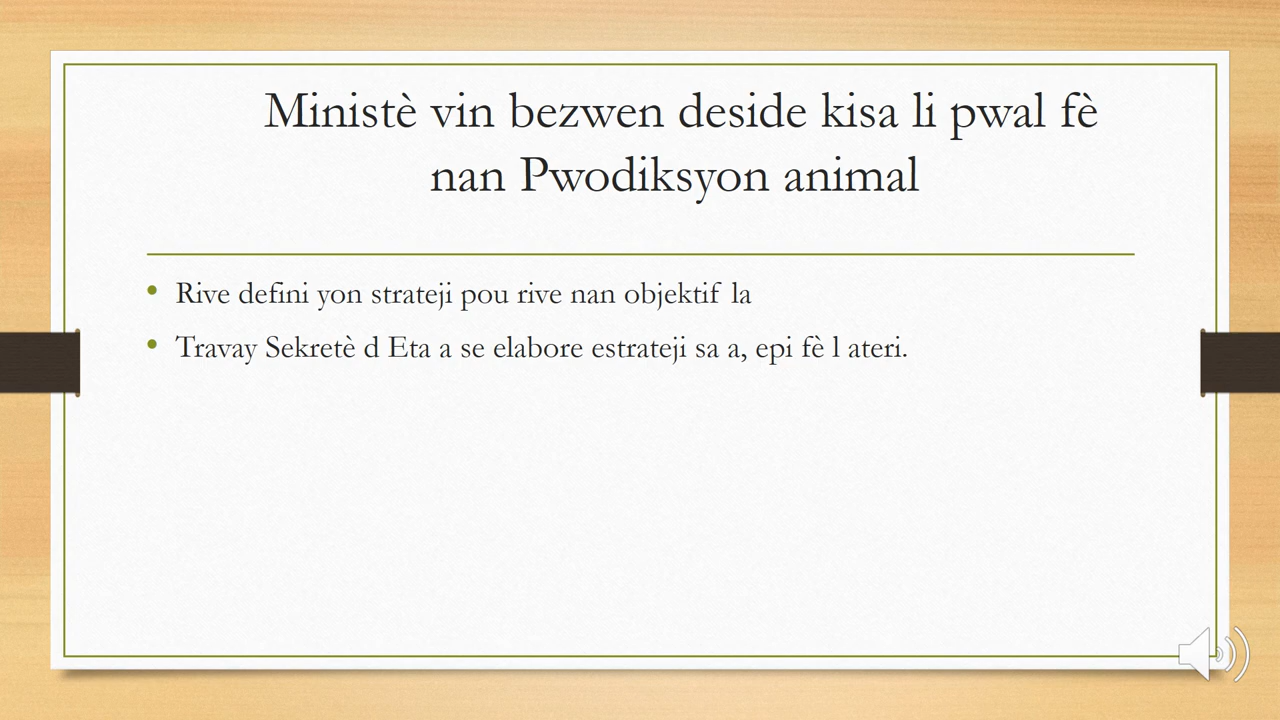 Ministè vin bezwen deside kisa li pwal fè
nan Pwodiksyon animal
• Rive defini yon strateji pou rive nan objektif la
• Travay Sekretè d Eta a se elabore estrateji sa a, epi fè l ateri.